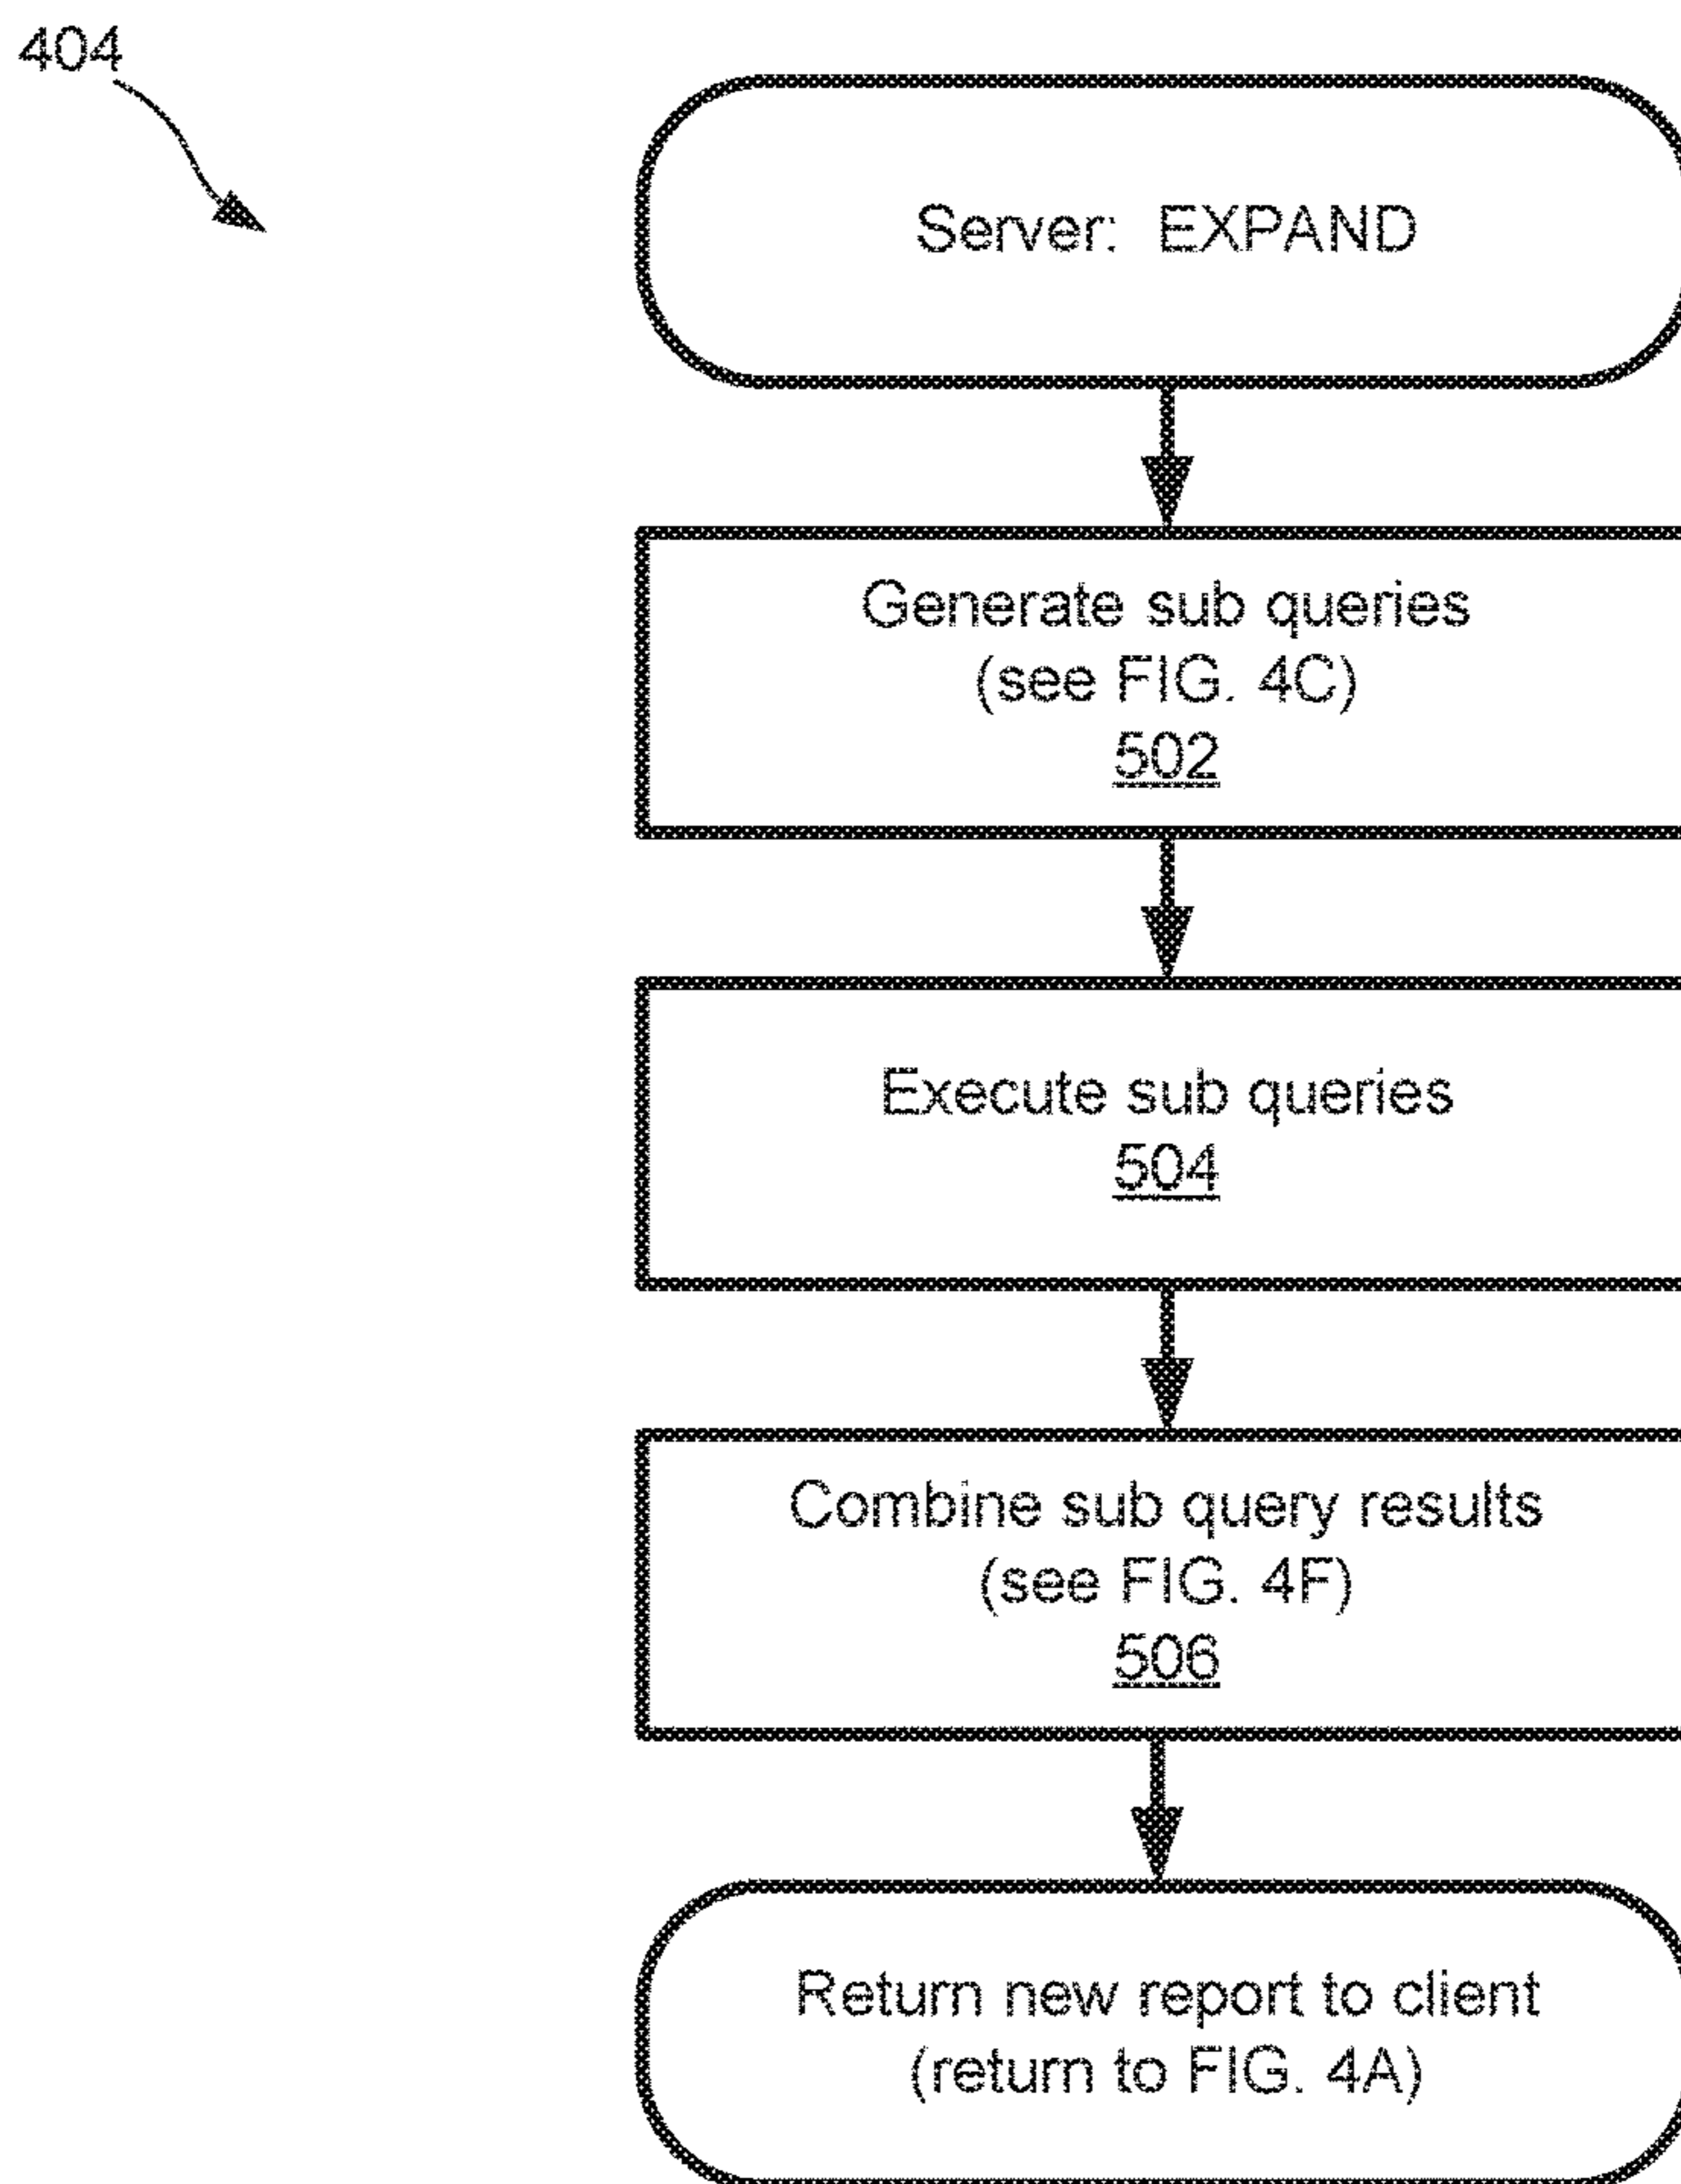 404
Server: EXPAND
Generate sub queries
(see FIG. 4C)
502
Execute sub queries
504
Combine sub query results
(see FIG. 4F)
506
Return new report to client
(return to FIG. 4A)